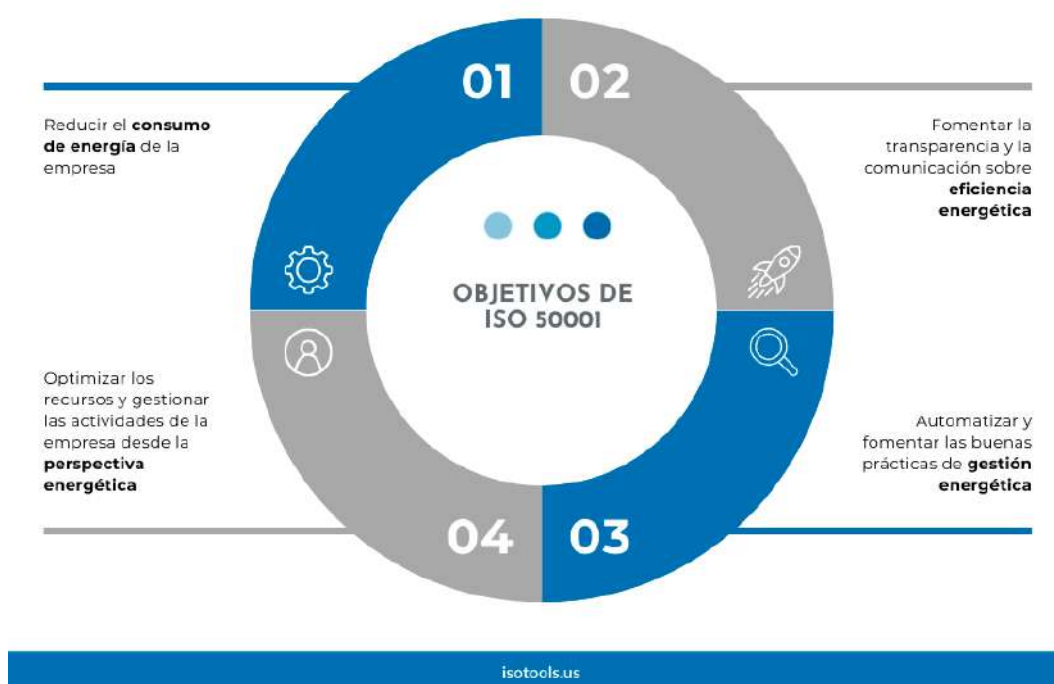 01
Reducir el consumo
de energía de la
empresa
02
Fomentar la
transparencia y la
comunicación sobre
eficiencia
energética
OBJETIVOS DE
ISO 50001
Optimizar los
recursos y gestionar
las actividades de la
empresa desde la
perspectiva
energética
04
Automatizar y
fomentar las buenas
prácticas de gestión
energética
03
isotools.us